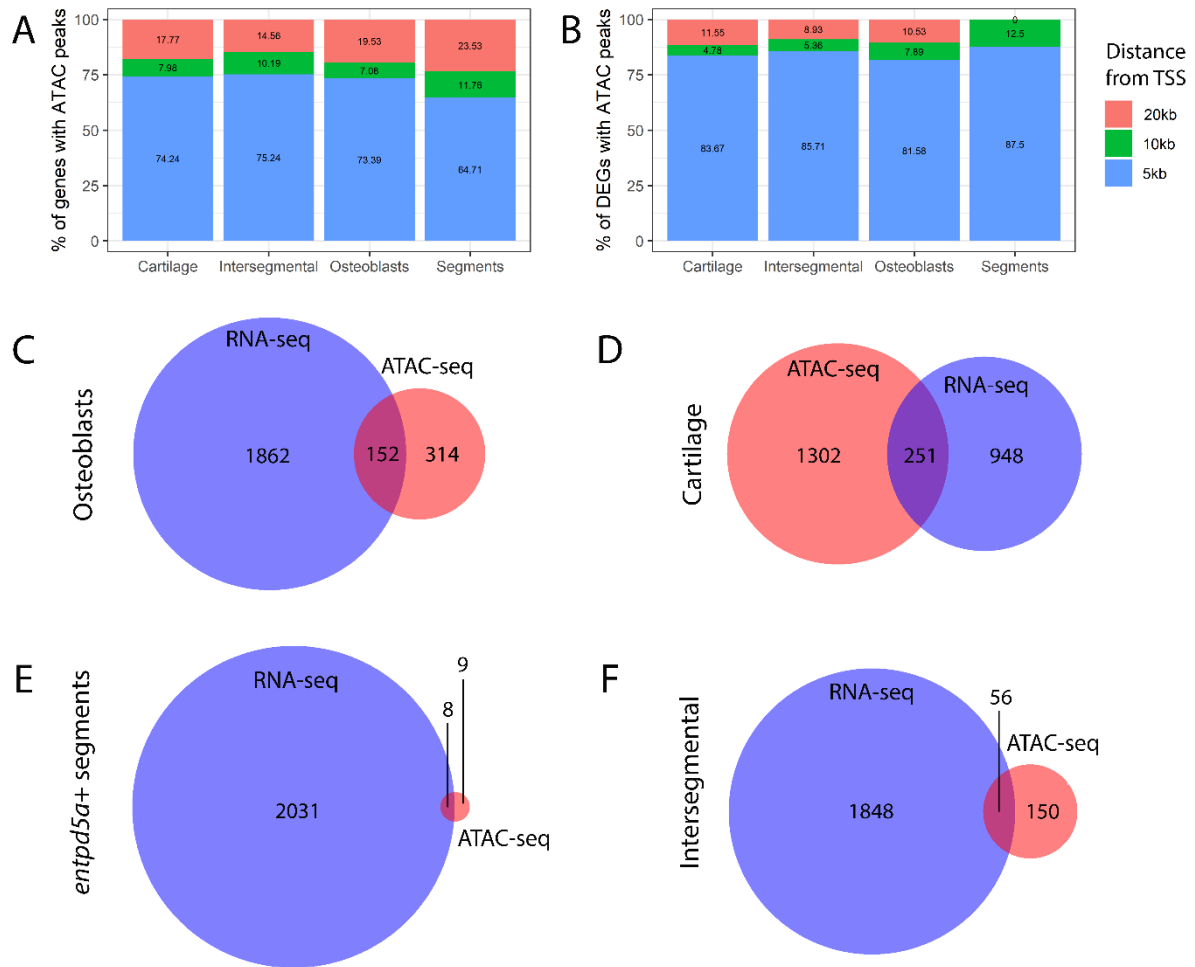 A
% of genes with ATAC peaks
100
75
50
25
0
17.77
14.56
19.53
23.53
7.98
10.19
7.08
11.76
74.24
75.24
73.39
64.71
Cartilage
Intersegmental
Osteoblasts
Segments
B
% of DEGs with ATAC peaks
100
75
50
25
0
11.55
8.93
10.53
0
4.78
5.36
7.89
12.5
83.67
85.71
81.58
87.5
Cartilage
Intersegmental
Osteoblasts
Segments
Distance
from TSS
20kb
10kb
5kb
C
Osteoblasts
RNA-seq
ATAC-seq
1862
152
314
D
Cartilage
ATAC-seq
RNA-seq
1302
251
948
E
entpd5a+ segments
RNA-seq
9
8
2031
ATAC-seq
F
Intersegmental
RNA-seq
56
ATAC-seq
1848
150